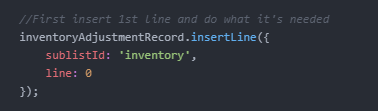 //First insert 1st line and do what it's needed
inventoryAdjustmentRecord.insertLine({
    sublistId: 'inventory',
    line: 0
});